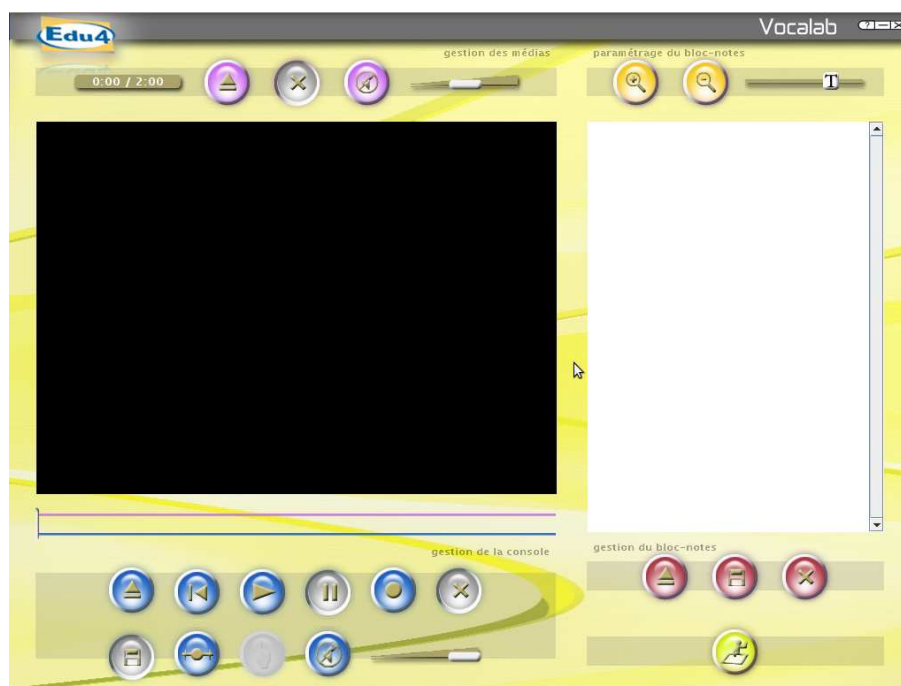 Edu4
Vocalab
gestion des médias
paramétrage du bloc-notes
0:00 / 2:00
T
gestion de la console
gestion du bloc-notes